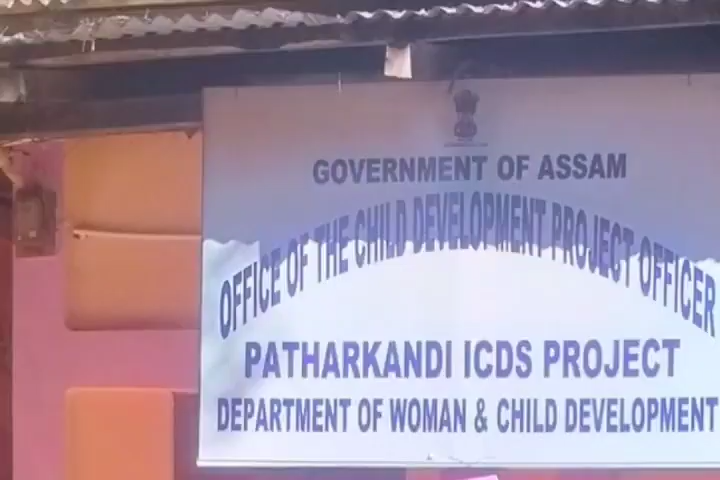 GOVERNMENT OF ASSAM
OFFICE OF THE CHILD DEVELOPMENT PROJECT OFFICER
PATHARKANDI ICDS PROJECT
DEPARTMENT OF WOMAN & CHILD DEVELOPMENT